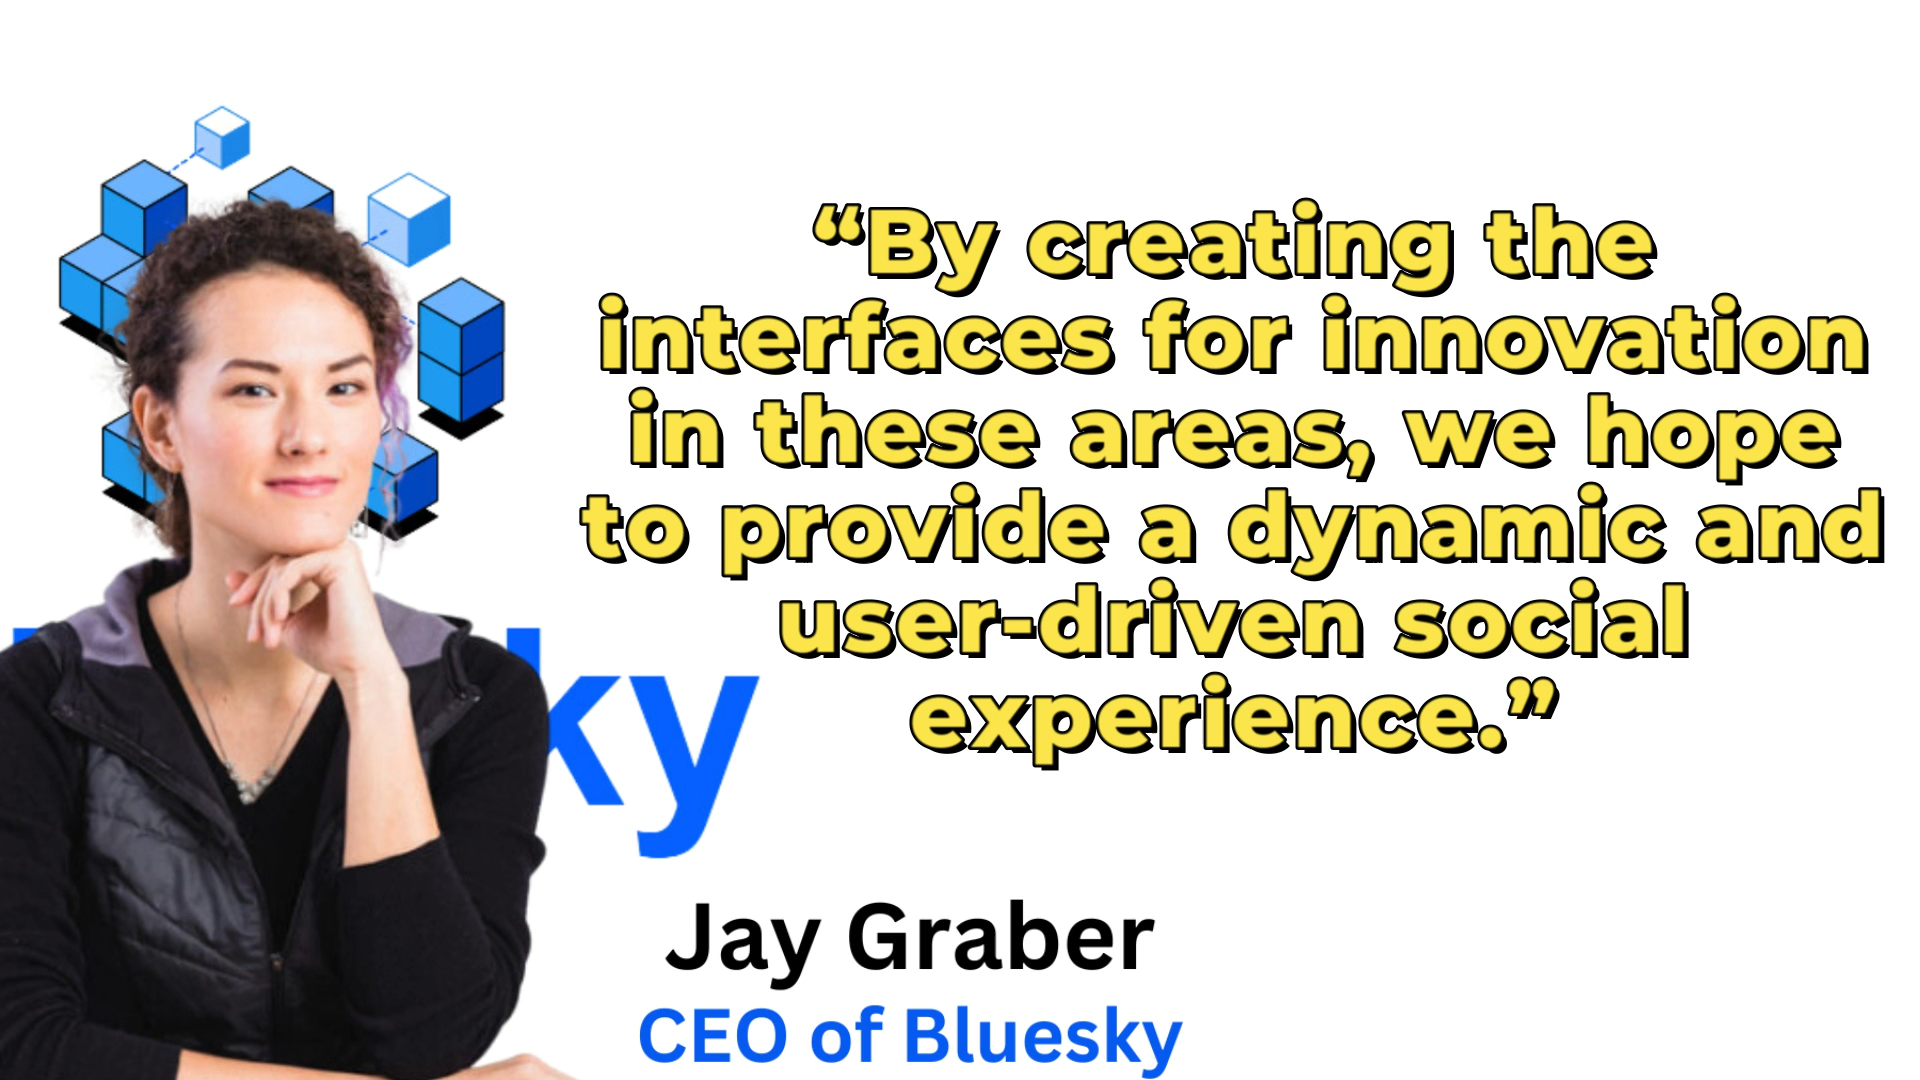 “By creating the
interfaces for innovation
in these areas, we hope
to provide a dynamic and
user-driven social
experience.”
ky
Jay Graber
CEO of Bluesky